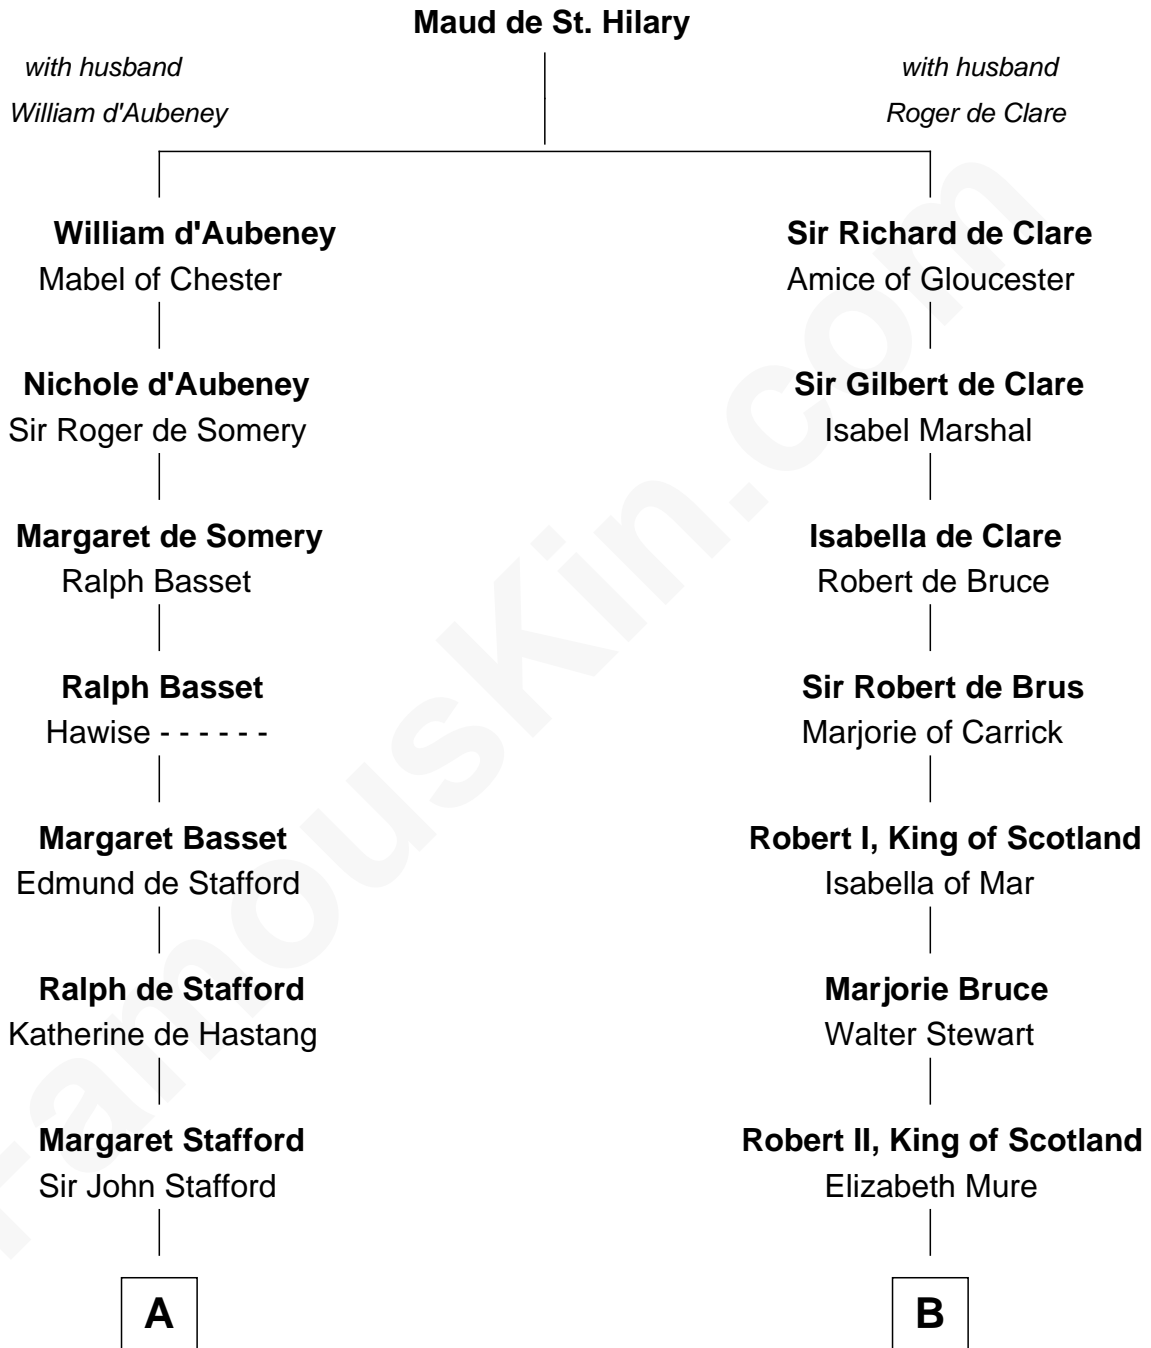 Maud de St. Hilary
with husband
William d'Aubeney
with husband
Roger de Clare
William d'Aubeney
Mabel of Chester
Sir Richard de Clare
Amice of Gloucester
Nichole d'Aubeney
Sir Roger de Somery
Sir Gilbert de Clare
Isabel Marshal
Margaret de Somery
Ralph Basset
Isabella de Clare
Robert de Bruce
Ralph Basset
Hawise - - - - - -
Sir Robert de Brus
Marjorie of Carrick
Margaret Basset
Edmund de Stafford
Robert I, King of Scotland
Isabella of Mar
Ralph de Stafford
Katherine de Hastang
Marjorie Bruce
Walter Stewart
Margaret Stafford
Sir John Stafford
Robert II, King of Scotland
Elizabeth Mure
A
B
FamousKin.com